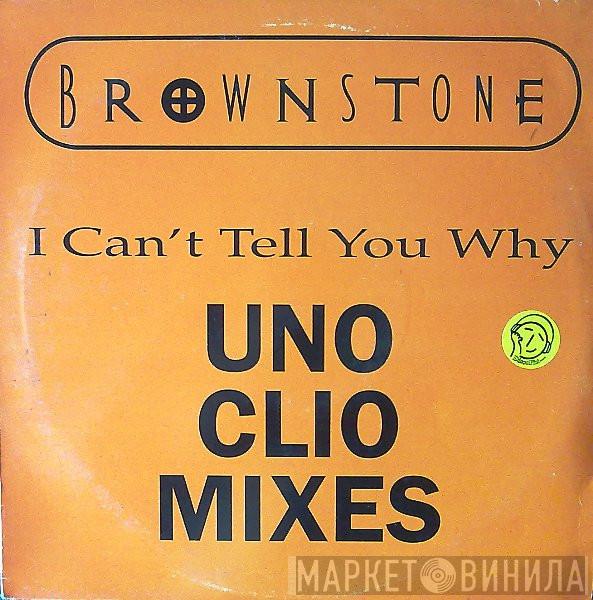 BROWNSTONE
I Can't Tell You Why
UNO
CLIO
MIXES
МАРКЕТ ВИНИЛА